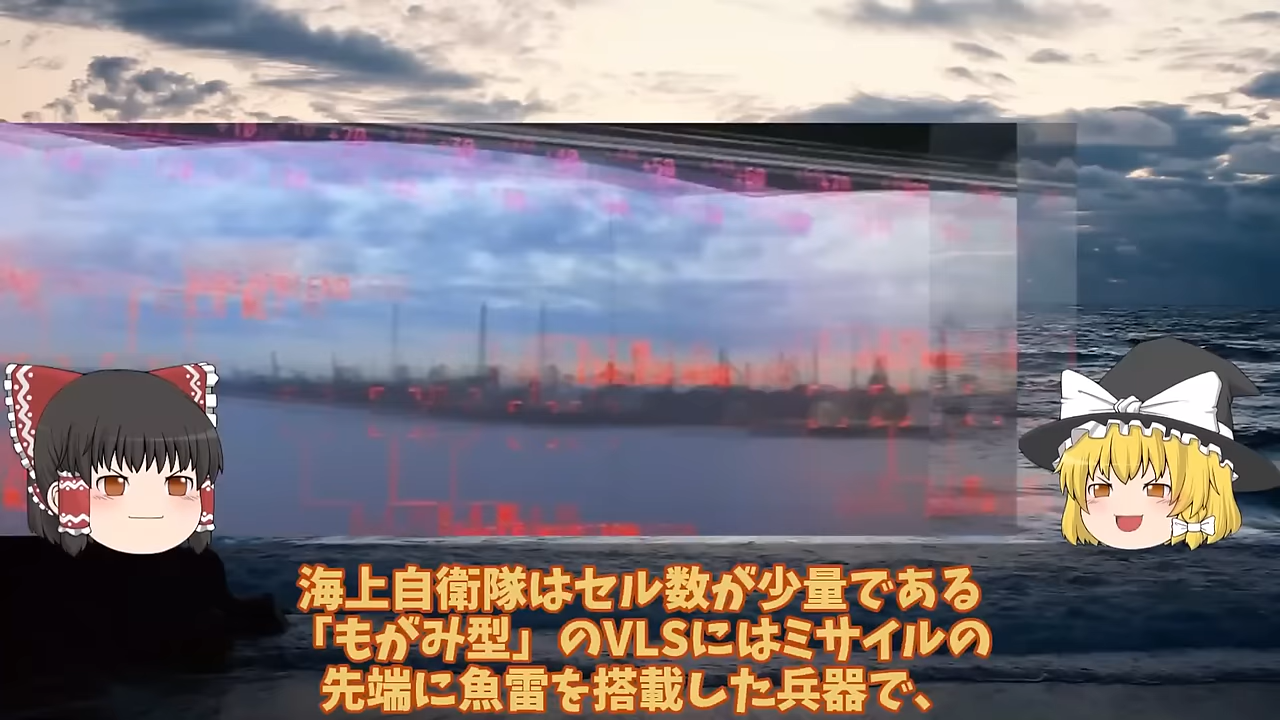 海上自衛隊はセル数が少量である
「もがみ型」のVLSにはミサイルの
先端に魚雷を搭載した兵器で、